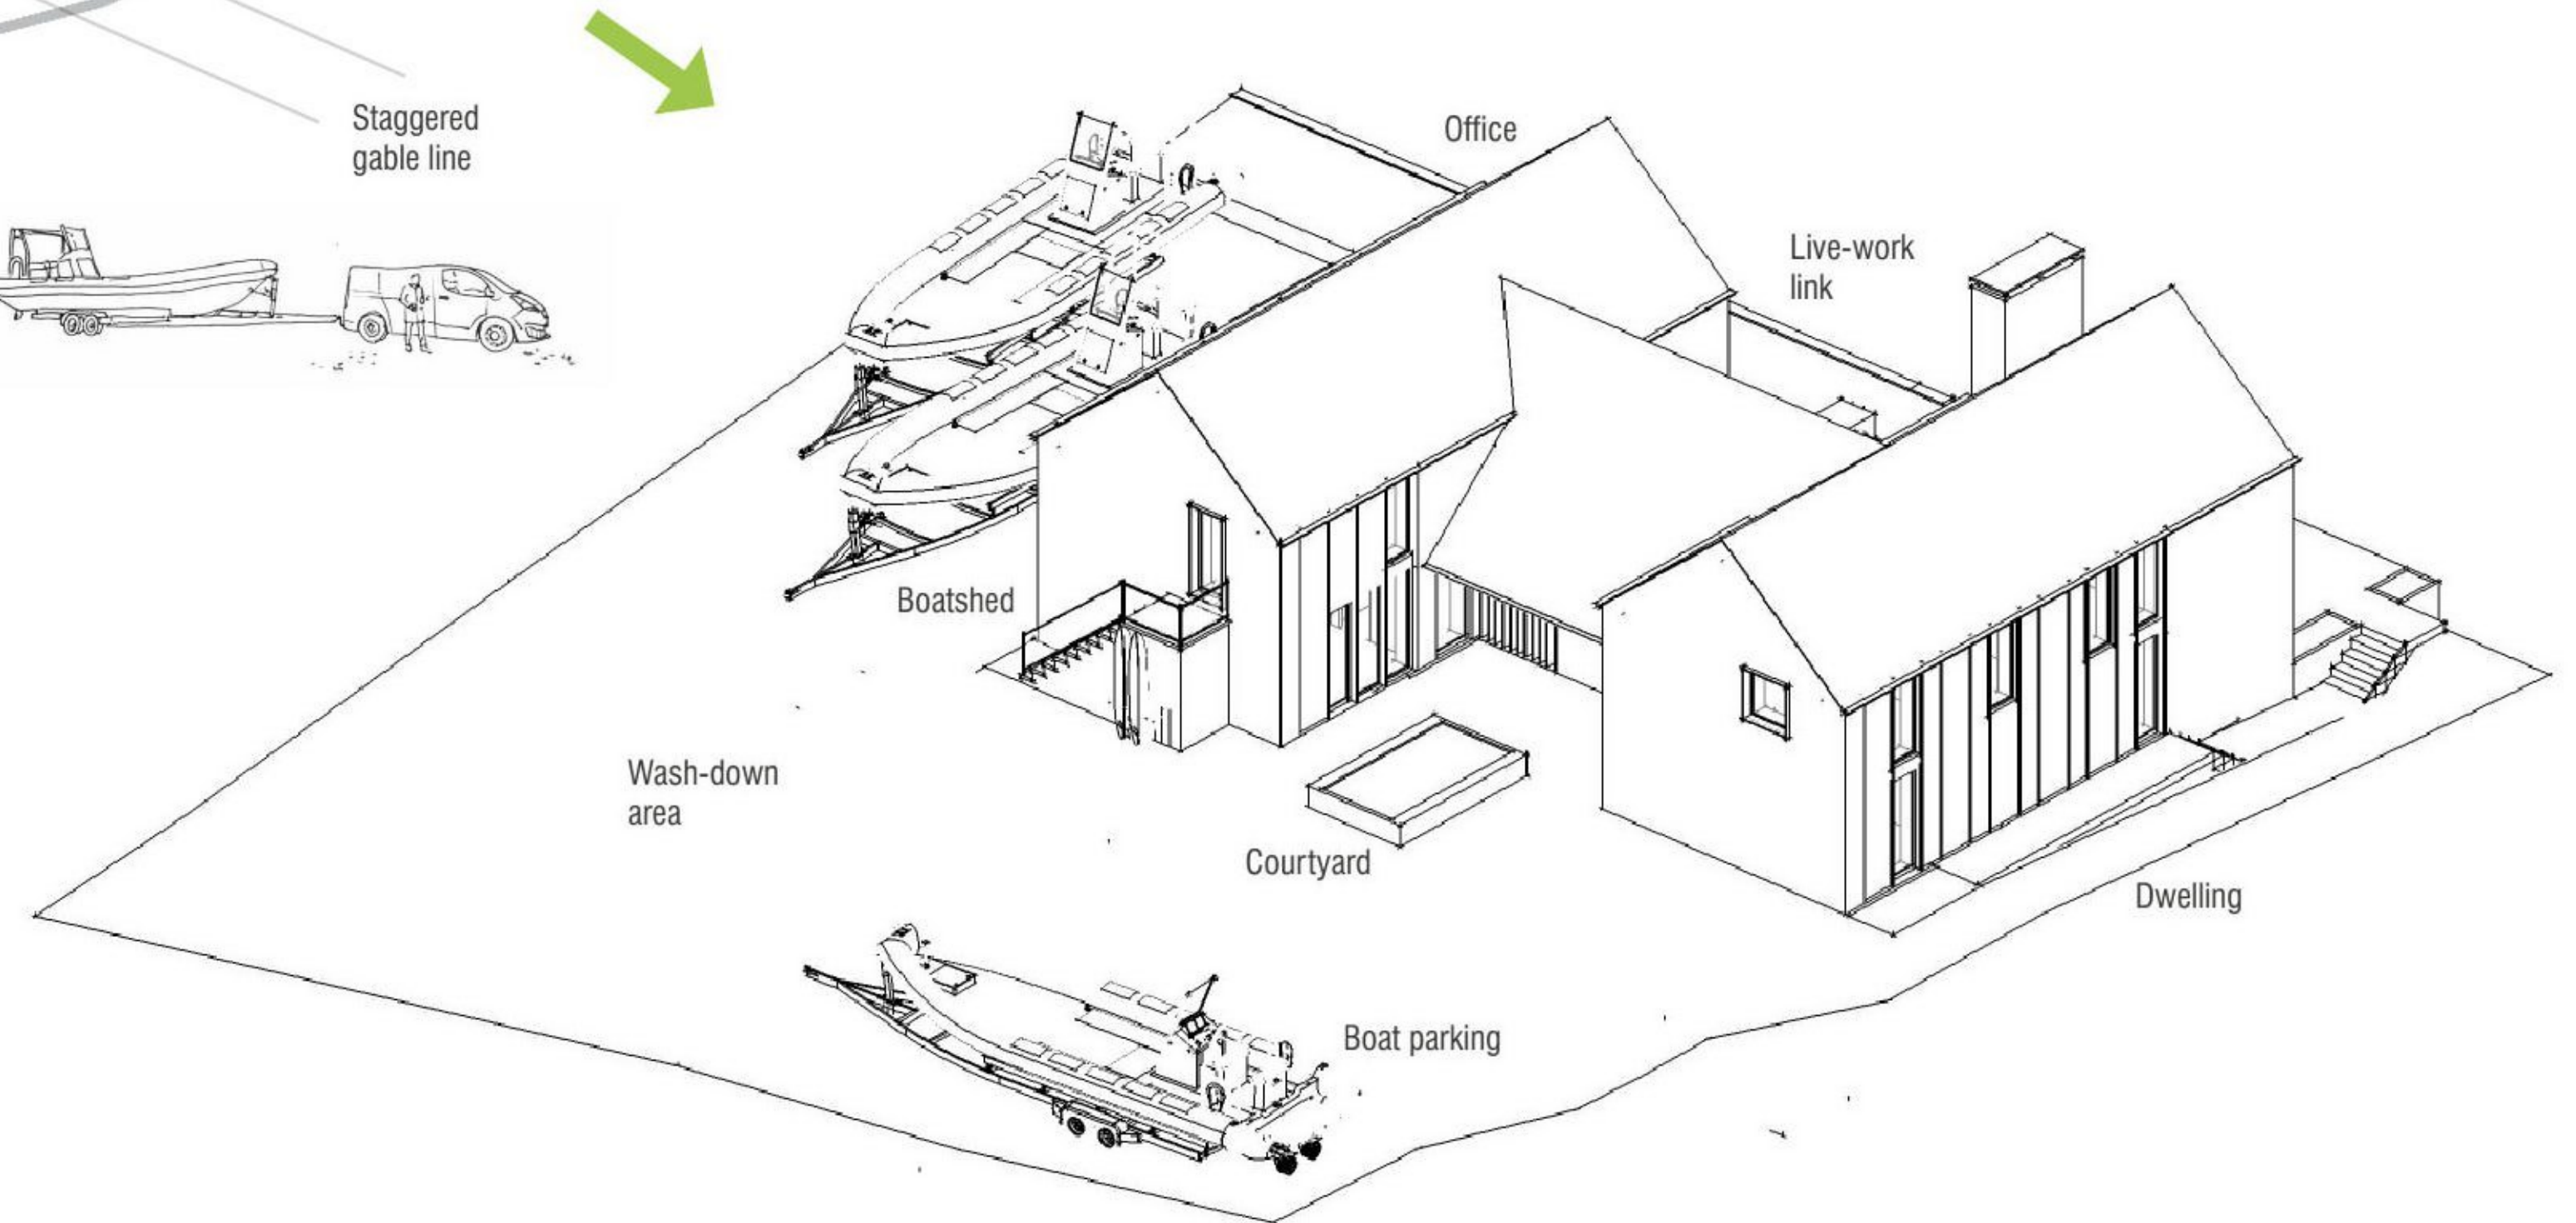 Staggered
gable line
Office
Live-work
link
Boatshed
Wash-down
area
Courtyard
Dwelling
Boat parking